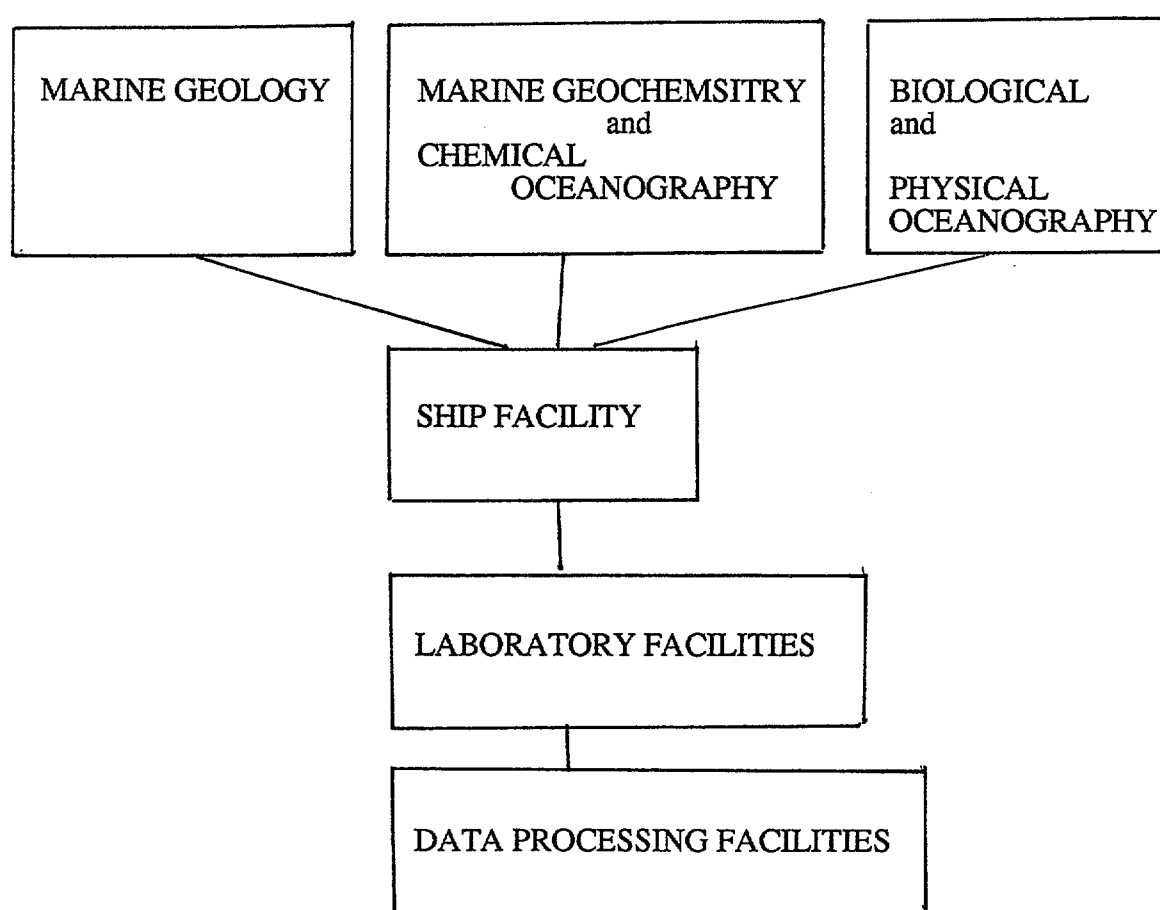 MARINE GEOLOGY
MARINE GEOCHEMSITRY
and
CHEMICAL
OCEANOGRAPHY
BIOLOGICAL
and
PHYSICAL
OCEANOGRAPHY
SHIP FACILITY
LABORATORY FACILITIES
DATA PROCESSING FACILITIES